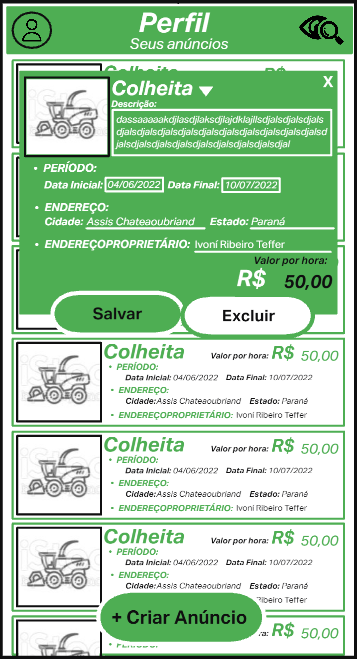 Perfil
Seus anúncios
Colheita
X
Descrição:
dassaaaaakdjlasdjlaksdjlajdklajllsdjalsdjalsdjals
djalsdjalsdjalsdjalsdjalsdjalsdjalsdjalsdjalsdjalsd
jalsdjalsdjalsdjalsdjalsdjalsdjalsdjalsdjal
• PERÍODO:
Data Inicial: 04/06/2022 Data Final: 10/07/2022
• ENDEREÇO:
Cidade: Assis Chateaoubriand Estado: Paraná
• ENDEREÇOPROPRIETÁRIO: Ivoní Ribeiro Teffer
Valor por hora:
R$ 50,00
Salvar Excluir
Colheita Valor por hora: R$ 50,00
• PERÍODO:
Data Inicial: 04/06/2022 Data Final: 10/07/2022
• ENDEREÇO:
Cidade:Assis Chateaoubriand Estado: Paraná
• ENDEREÇOPROPRIETÁRIO: Ivoni Ribeiro Teffer
Colheita Valor por hora: R$ 50,00
• PERÍODO:
Data Inicial: 04/06/2022 Data Final: 10/07/2022
• ENDEREÇO:
Cidade:Assis Chateaoubriand Estado: Paraná
• ENDEREÇOPROPRIETÁRIO: Ivoni Ribeiro Teffer
Colheita Valor por hora: R$ 50,00
• PERÍODO:
Data Inicial: 04/06/2022 Data Final: 10/07/2022
• ENDEREÇO:
Cidade:Assis Chateaoubriand Estado: Paraná
Ribeiro Teffer
+ Criar Anúncio
R$ 50,00